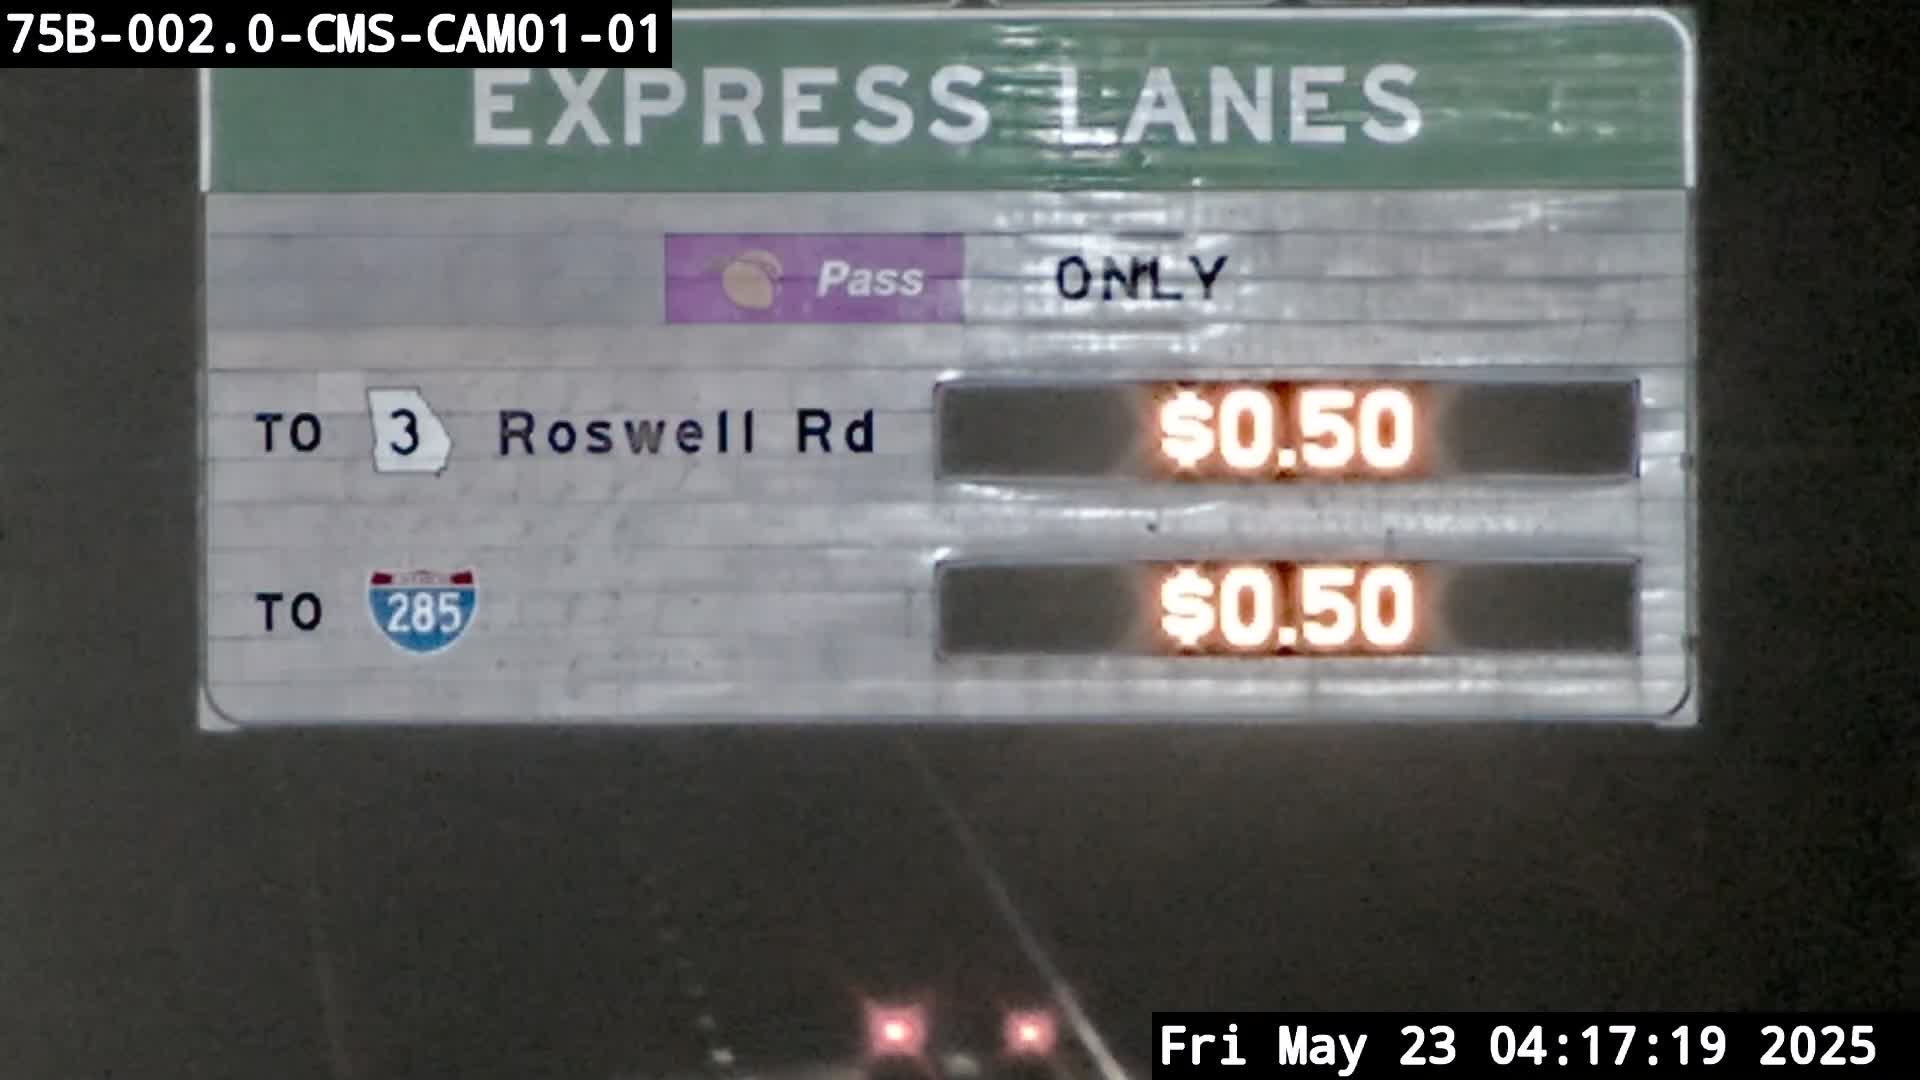 75B-002.0-CMS-CAM01-01
EXPRESS LANES
Pass ONLY
TO 3 Roswell Rd $0.50
TO 285 $0.50
Fri May 23 04:17:19 2025